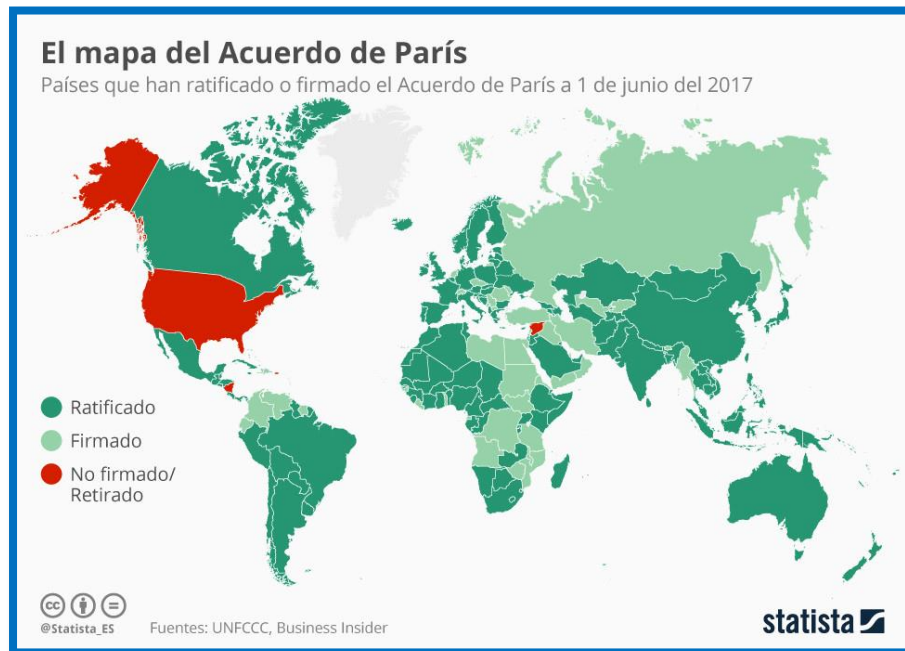 El mapa del Acuerdo de París
Países que han ratificado o firmado el Acuerdo de París a 1 de junio del 2017
Ratificado
Firmado
No firmado/
Retirado
cc
@Statista_ES
Fuentes: UNFCCC, Business Insider
statista